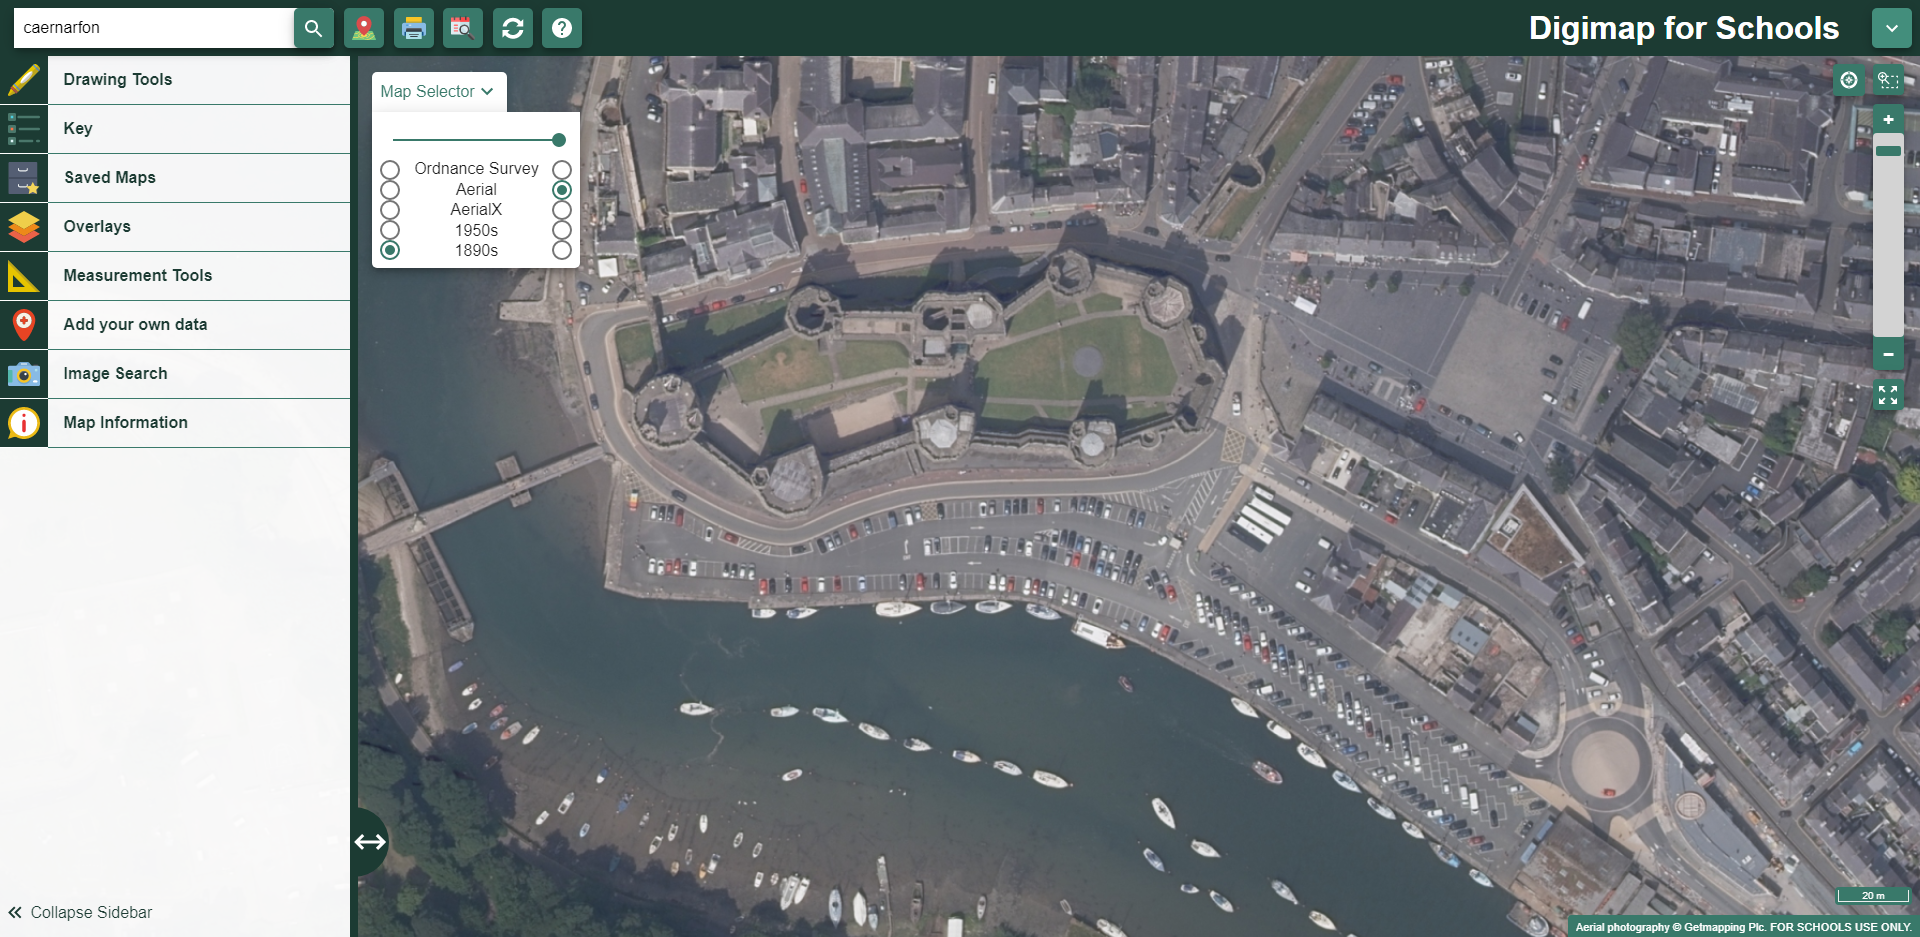 caernarfon
Digimap for Schools
Drawing Tools
Key
Saved Maps
Overlays
Measurement Tools
Add your own data
Image Search
Map Information
Collapse Sidebar
Map Selector
Ordnance Survey
Aerial
AerialX
1950s
1890s
20 m
Aerial photography © Getmapping Plc. FOR SCHOOLS USE ONLY.